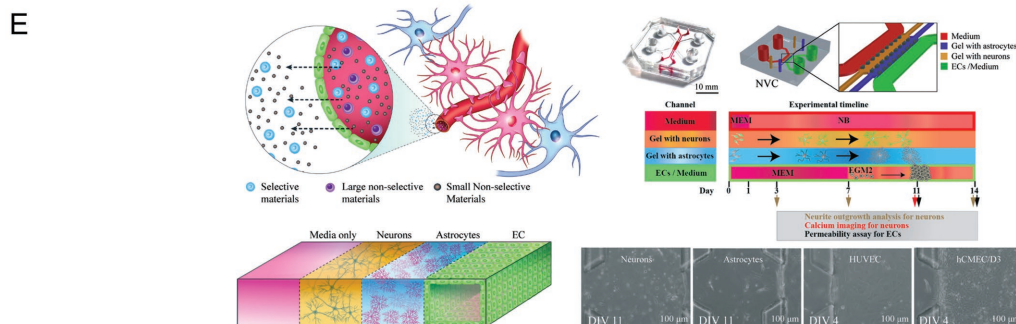 E
Selective
materials
Large non-selective
materials
Small Non-selective
Materials
Media only Neurons Astrocytes EC
10 mm
NVC
Medium
Gel with astrocytes
Gel with neurons
ECs /Medium
Channel Experimental timeline
Medium MEM NB
Gel with neurons
Gel with astrocytes
ECs / Medium MEM EGM2
Day 0 1 3 7 11 14
Neurite outgrowth analysis for neurons
Calcium imaging for neurons
Permeability assay for ECs
Neurons Astrocytes HUVEC hCMEC/D3
DIV 11 100 μm DIV 11 100 μm DIV 4 100 μm DIV 4 100 μm